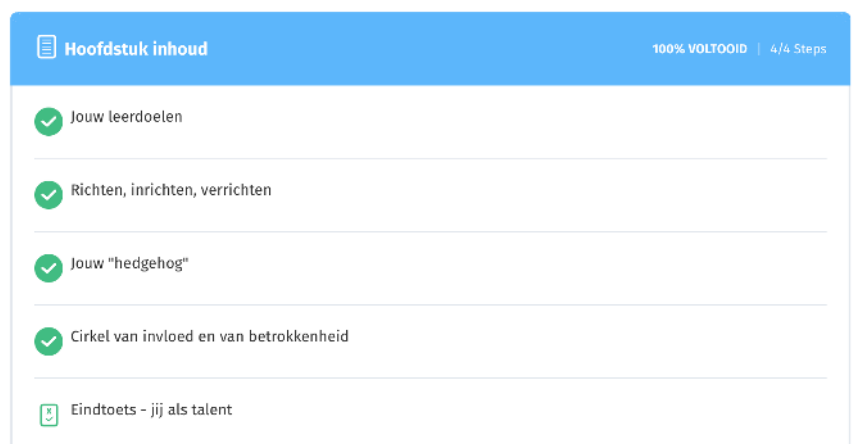 Hoofdstuk inhoud
100% VOLTOOID | 4/4 Steps
Jouw leerdoelen
Richten, inrichten, verrichten
Jouw "hedgehog"
Cirkel van invloed en van betrokkenheid
Eindtoets - jij als talent